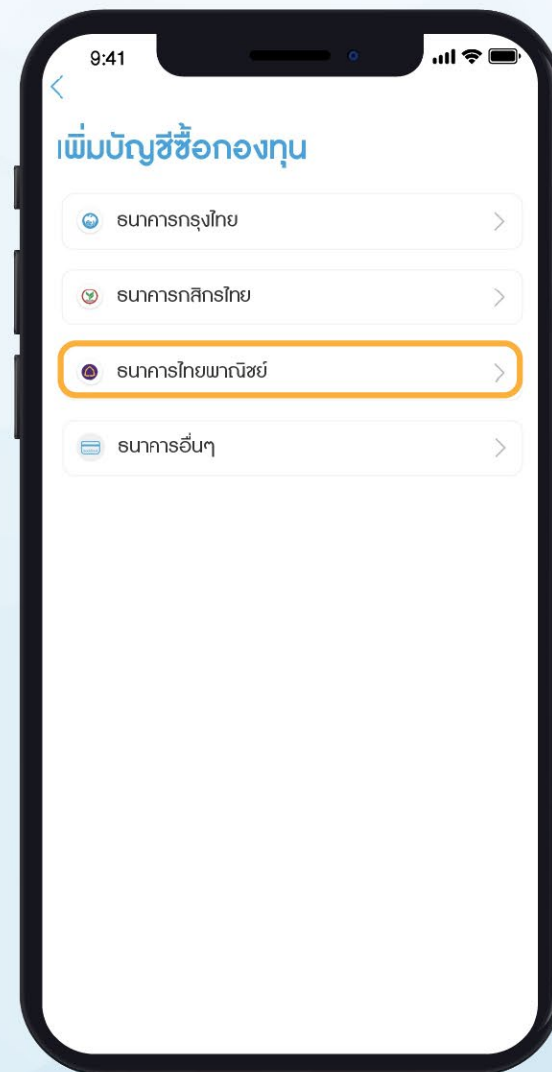 9:41
เพิ่มบัญชีซื้อกองทุน
ธนาคารกรุงไทย
ธนาคารกสิกรไทย
ธนาคารไทยพาณิชย์
ธนาคารอื่นๆ